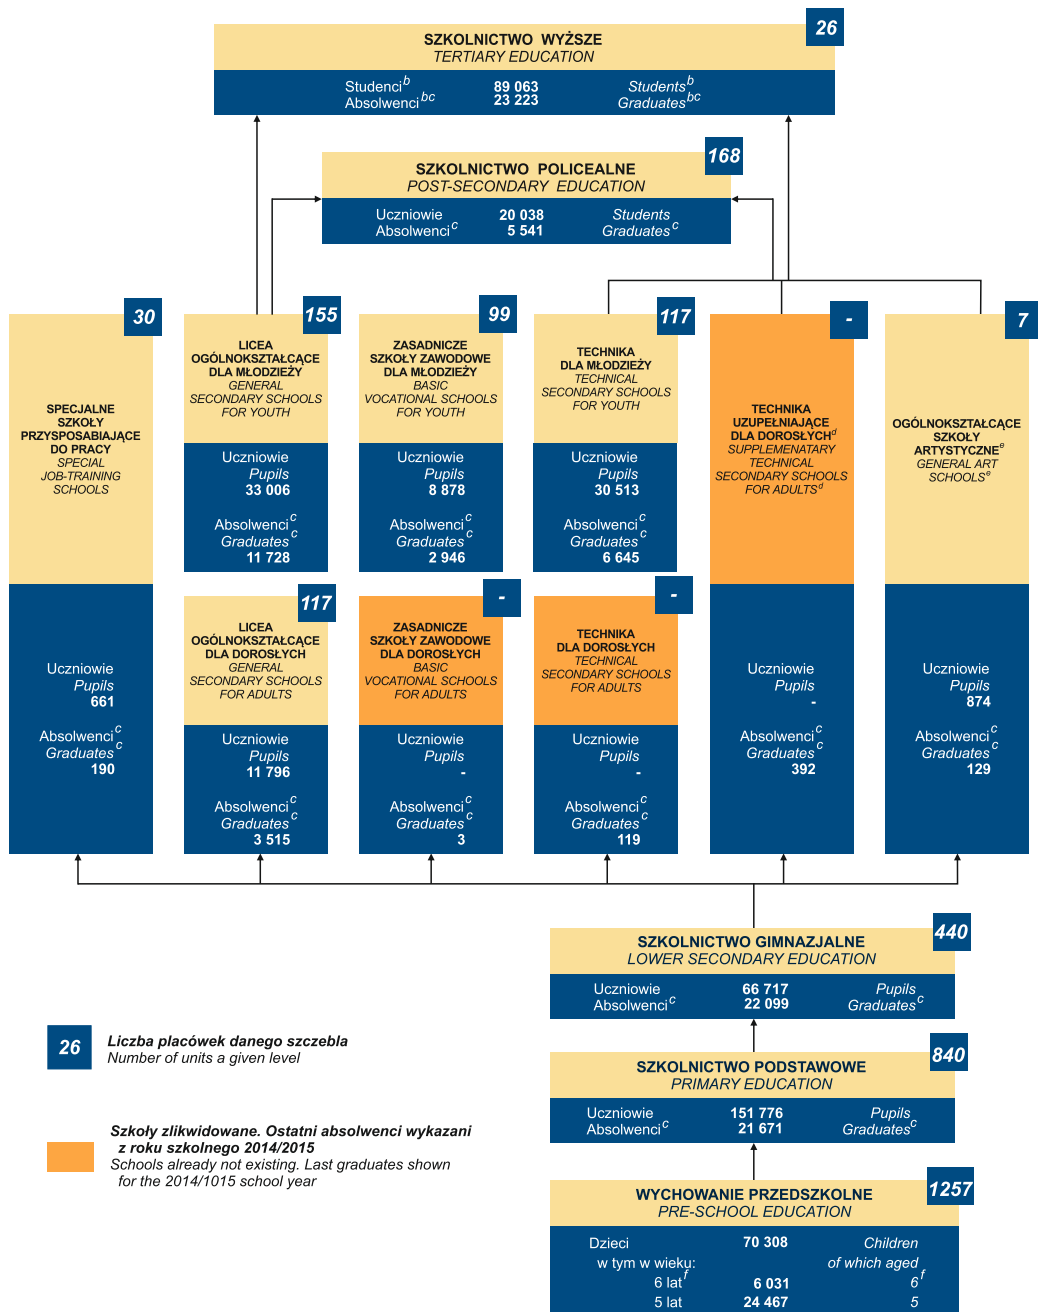 26
SZKOLNICTWO WYŻSZE
TERTIARY EDUCATION
Studenci b 89 063 Students b
Absolwenci bc 23 223 Graduates bc
168
SZKOLNICTWO POLICEALNE
POST-SECONDARY EDUCATION
Uczniowie 20 038 Students
Absolwenci c 5 541 Graduates c
30
SPECJALNE
SZKOŁY
PRZYSPOSABIAJĄCE
DO PRACY
SPECIAL
JOB-TRAINING
SCHOOLS
Uczniowie
Pupils
661
Absolwenci c
Graduates c
190
155
LICEA
OGÓLNOKSZTAŁCĄCE
DLA MŁODZIEŻY
GENERAL
SECONDARY SCHOOLS
FOR YOUTH
Uczniowie
Pupils
33 006
Absolwenci c
Graduates c
11 728
99
ZASADNICZE
SZKOŁY ZAWODOWE
DLA MŁODZIEŻY
BASIC
VOCATIONAL SCHOOLS
FOR YOUTH
Uczniowie
Pupils
8 878
Absolwenci c
Graduates c
2 946
117
TECHNIKA
DLA MŁODZIEŻY
TECHNICAL
SECONDARY SCHOOLS
FOR YOUTH
Uczniowie
Pupils
30 513
Absolwenci c
Graduates c
6 645
-
TECHNIKA
UZUPEŁNIAJĄCE
DLA DOROSŁYCH d
SUPPLEMENATARY
TECHNICAL
SECONDARY SCHOOLS
FOR ADULTS d
Uczniowie
Pupils
-
Absolwenci c
Graduates c
392
7
OGÓLNOKSZTAŁCĄCE
SZKOŁY
ARTYSTYCZNE e
GENERAL ART
SCHOOLS e
Uczniowie
Pupils
874
Absolwenci c
Graduates c
129
117
LICEA
OGÓLNOKSZTAŁCĄCE
DLA DOROSŁYCH
GENERAL
SECONDARY SCHOOLS
FOR ADULTS
Uczniowie
Pupils
11 796
Absolwenci c
Graduates c
3 515
-
ZASADNICZE
SZKOŁY ZAWODOWE
DLA DOROSŁYCH
BASIC
VOCATIONAL SCHOOLS
FOR ADULTS
Uczniowie
Pupils
-
Absolwenci c
Graduates c
3
-
TECHNIKA
DLA DOROSŁYCH
TECHNICAL
SECONDARY SCHOOLS
FOR ADULTS
Uczniowie
Pupils
-
Absolwenci c
Graduates c
119
440
SZKOLNICTWO GIMNAZJALNE
LOWER SECONDARY EDUCATION
Uczniowie 66 717 Pupils
Absolwenci c 22 099 Graduates c
840
SZKOLNICTWO PODSTAWOWE
PRIMARY EDUCATION
Uczniowie 151 776 Pupils
Absolwenci c 21 671 Graduates c
1257
WYCHOWANIE PRZEDSZKOLNE
PRE-SCHOOL EDUCATION
Dzieci 70 308 Children
w tym w wieku: of which aged
6 lat f 6 031 6 f
5 lat 24 467 5
26
Liczba placówek danego szczebla
Number of units a given level
Szkoły zlikwidowane. Ostatni absolwenci wykazani
z roku szkolnego 2014/2015
Schools already not existing. Last graduates shown
for the 2014/1015 school year